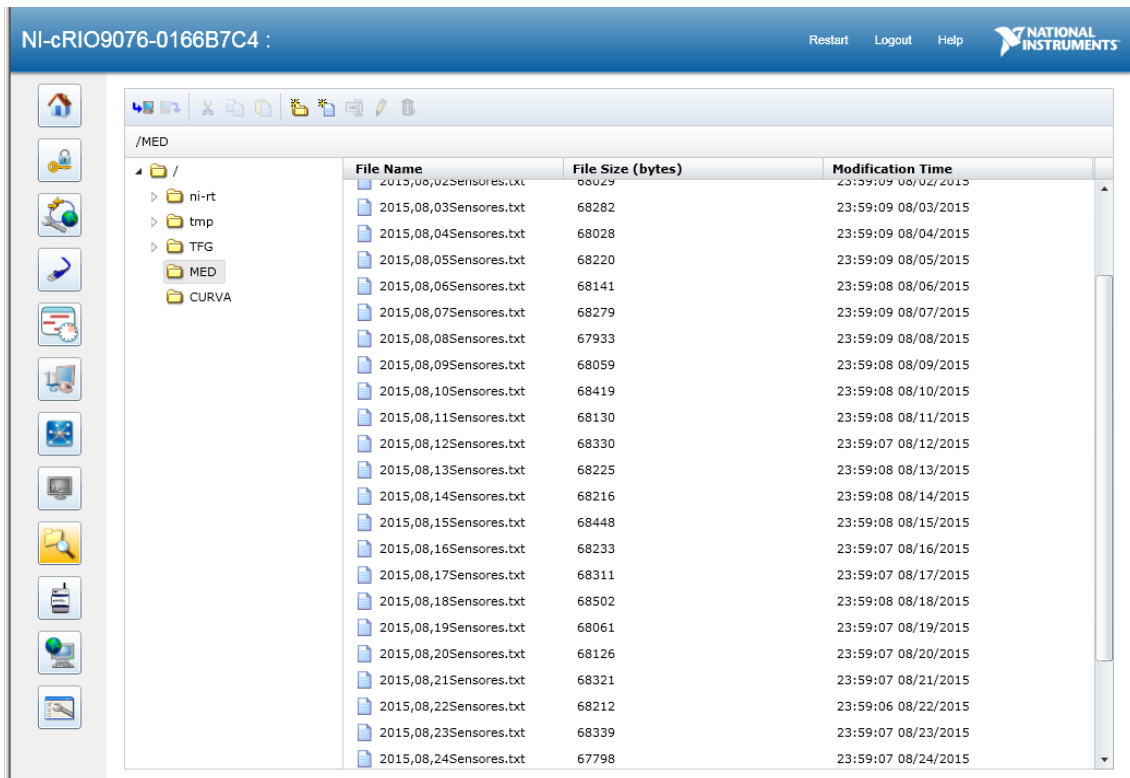 NI-cRIO9076-0166B7C4 :
Restart Logout Help NATIONAL INSTRUMENTS
/MED
/
ni-rt
tmp
TFG
MED
CURVA
File Name File Size (bytes) Modification Time
2015,08,02Sensores.txt 68029 23:59:09 08/02/2015
2015,08,03Sensores.txt 68282 23:59:09 08/03/2015
2015,08,04Sensores.txt 68028 23:59:09 08/04/2015
2015,08,05Sensores.txt 68220 23:59:09 08/05/2015
2015,08,06Sensores.txt 68141 23:59:08 08/06/2015
2015,08,07Sensores.txt 68279 23:59:09 08/07/2015
2015,08,08Sensores.txt 67933 23:59:09 08/08/2015
2015,08,09Sensores.txt 68059 23:59:08 08/09/2015
2015,08,10Sensores.txt 68419 23:59:08 08/10/2015
2015,08,11Sensores.txt 68130 23:59:08 08/11/2015
2015,08,12Sensores.txt 68330 23:59:07 08/12/2015
2015,08,13Sensores.txt 68225 23:59:08 08/13/2015
2015,08,14Sensores.txt 68216 23:59:08 08/14/2015
2015,08,15Sensores.txt 68448 23:59:08 08/15/2015
2015,08,16Sensores.txt 68233 23:59:07 08/16/2015
2015,08,17Sensores.txt 68311 23:59:07 08/17/2015
2015,08,18Sensores.txt 68502 23:59:08 08/18/2015
2015,08,19Sensores.txt 68061 23:59:07 08/19/2015
2015,08,20Sensores.txt 68126 23:59:07 08/20/2015
2015,08,21Sensores.txt 68321 23:59:07 08/21/2015
2015,08,22Sensores.txt 68212 23:59:06 08/22/2015
2015,08,23Sensores.txt 68339 23:59:07 08/23/2015
2015,08,24Sensores.txt 67798 23:59:07 08/24/2015